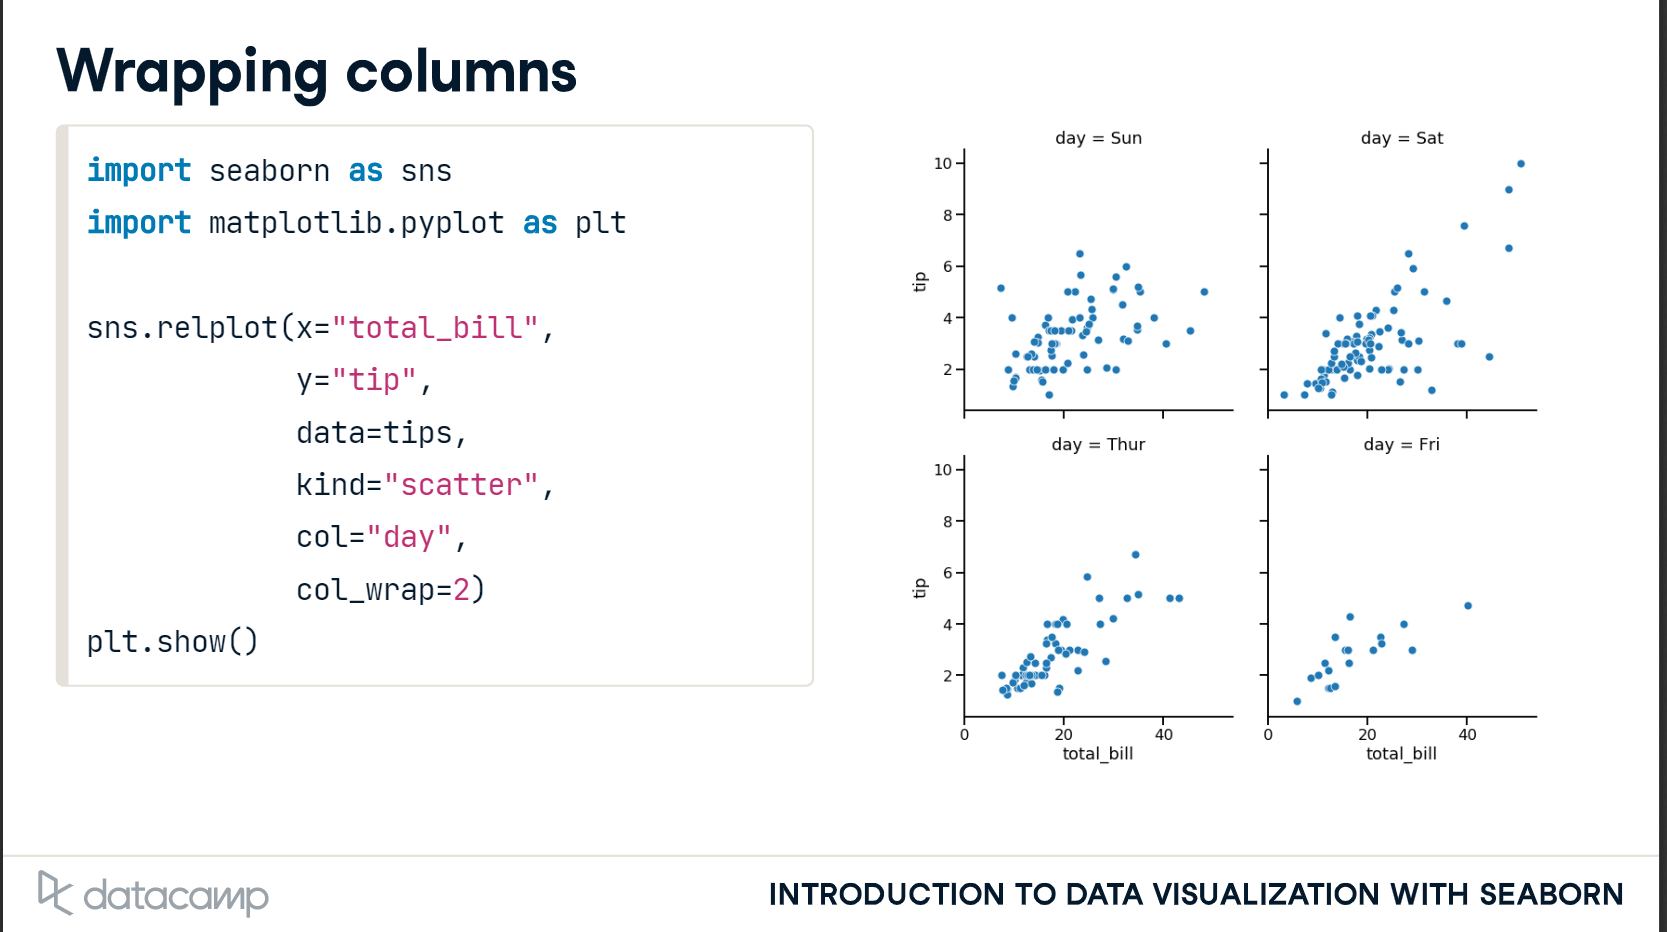 Wrapping columns
import seaborn as sns
import matplotlib.pyplot as plt
sns.relplot(x="total_bill",
            y="tip",
            data=tips,
            kind="scatter",
            col="day",
            col_wrap=2)
plt.show()
day = Sun
day = Sat
10
8
6
4
2
tip
day = Thur
day = Fri
10
8
6
4
2
tip
0 20 40
0 20 40
total_bill
total_bill
datacamp
INTRODUCTION TO DATA VISUALIZATION WITH SEABORN